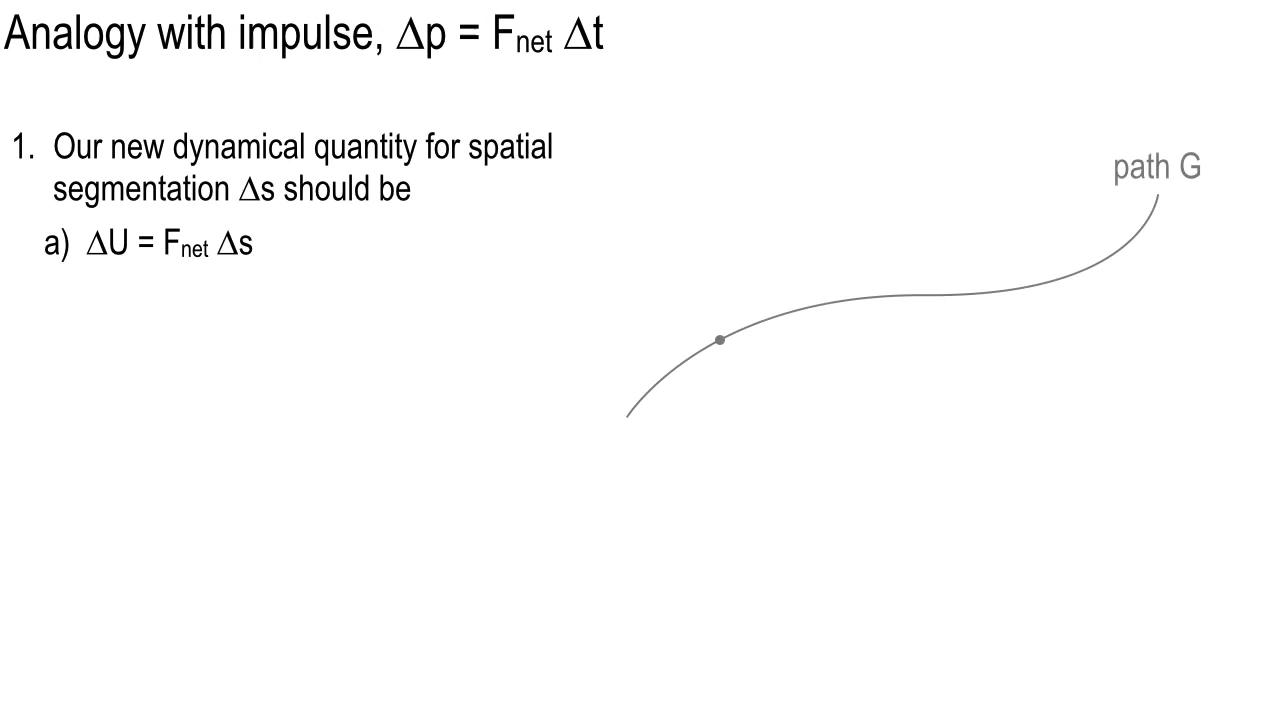 Analogy with impulse, Δp = Fnet Δt
1. Our new dynamical quantity for spatial
segmentation Δs should be
a) ΔU = Fnet Δs
path G